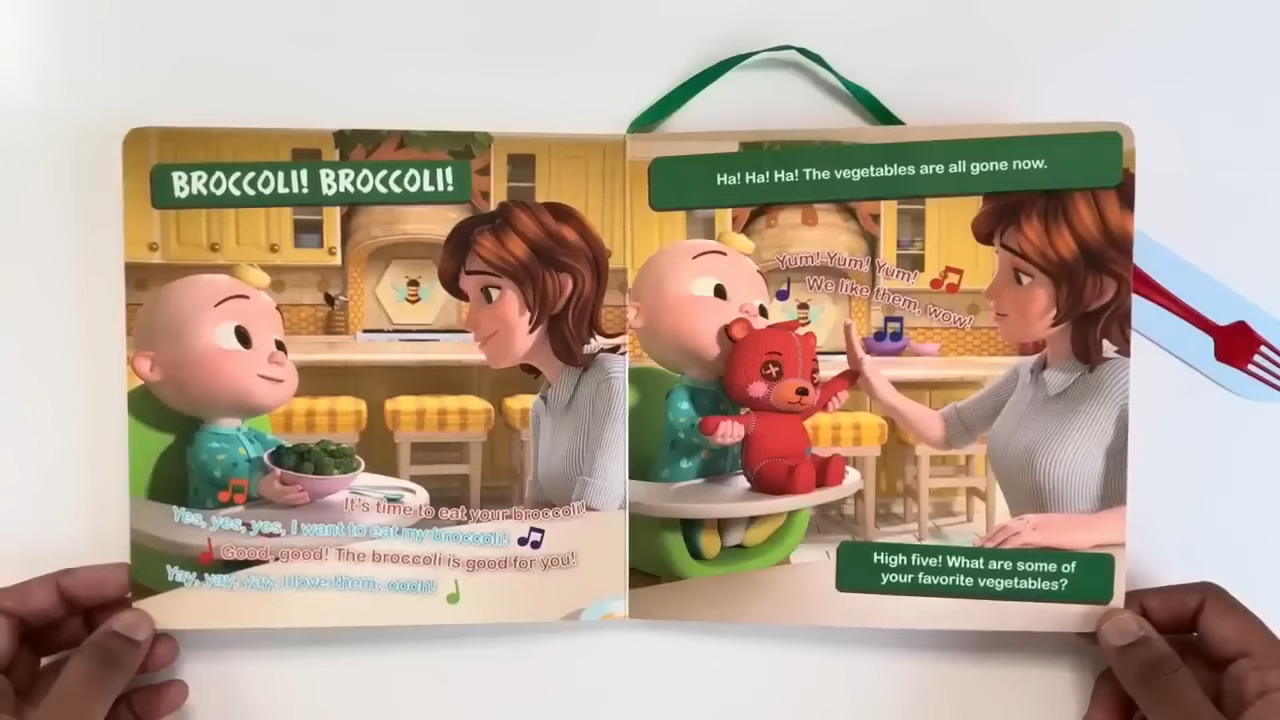 BROCCOLI! BROCCOLI!
It's time to eat your broccoli!
Yes, yes, yes, I want to eat my broccoli!
Good, good! The broccoli is good for you!
Yay, yay, yay, I love them, oooh!
Ha! Ha! Ha! The vegetables are all gone now.
Yum! Yum! Yum!
We like them, wow!
High five! What are some of
your favorite vegetables?